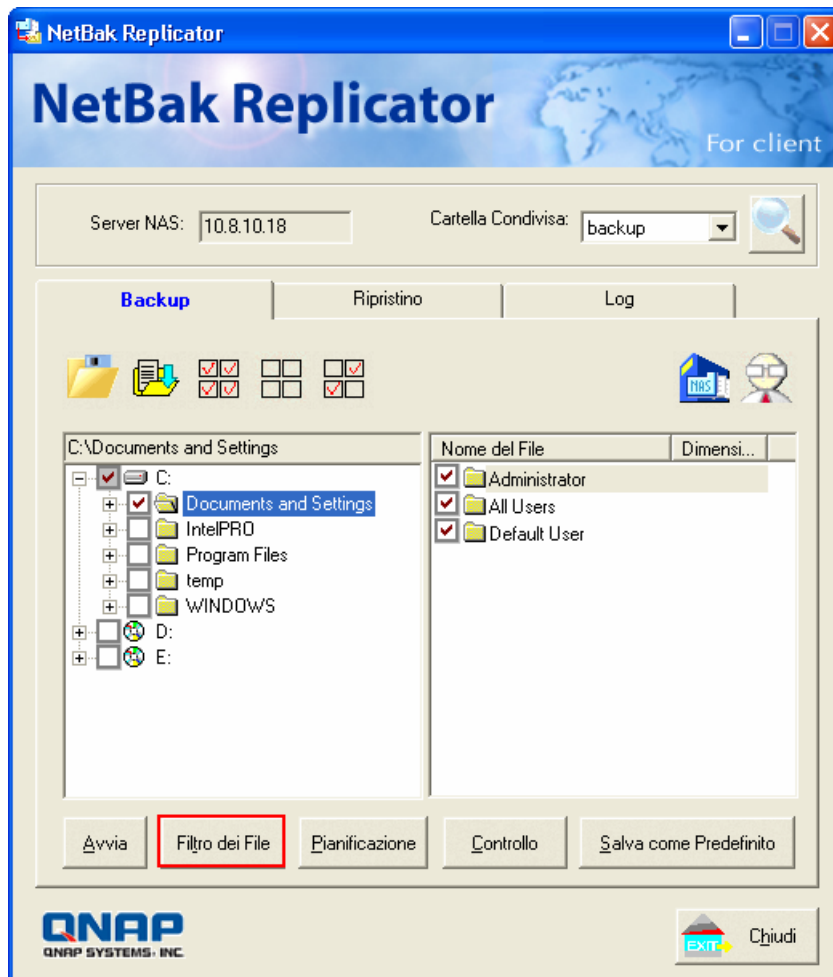 NetBak Replicator
NetBak Replicator
For client
Server NAS: 10.8.10.18 Cartella Condivisa: backup
Backup Ripristino Log
NAS
C:\Documents and Settings
C:
Documents and Settings
IntelPRO
Program Files
temp
WINDOWS
D:
E:
Nome del File Dimensi...
Administrator
All Users
Default User
Avvia Filtro dei File Pianificazione Controllo Salva come Predefinito
QNAP
QNAP SYSTEMS, INC.
EXIT Chiudi